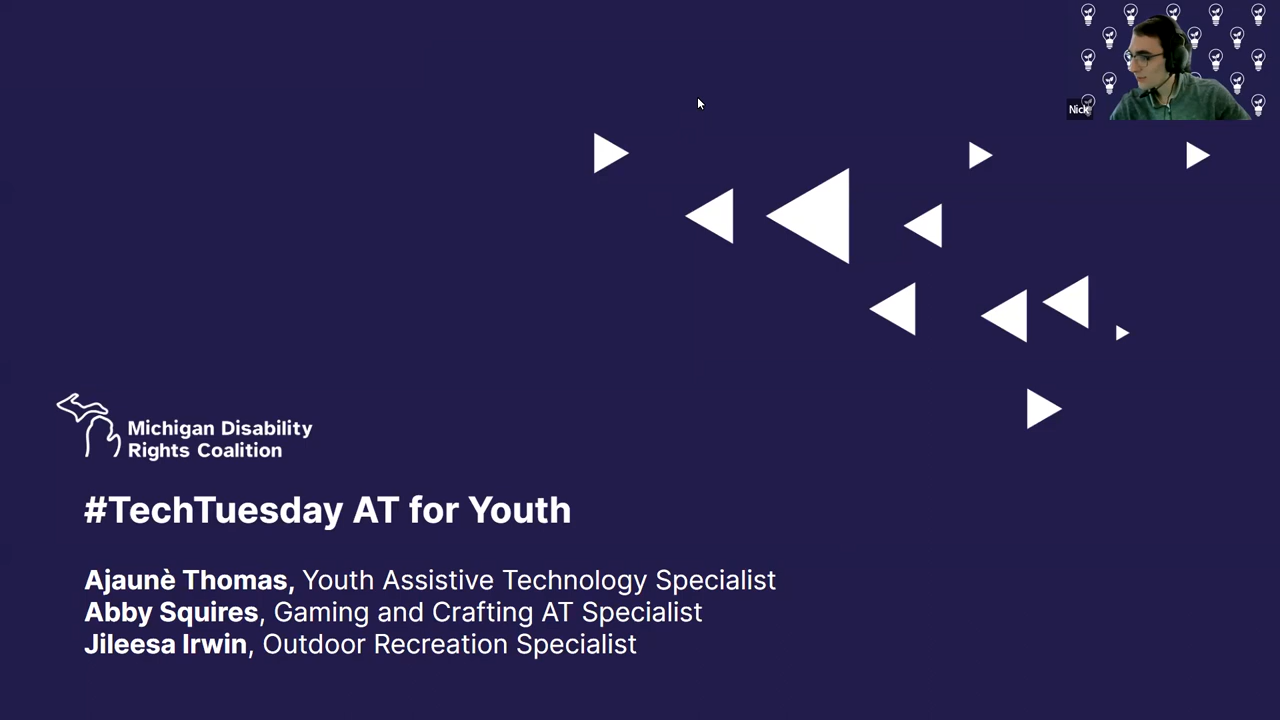 Nick
Michigan Disability
Rights Coalition
#TechTuesday AT for Youth
Ajaunè Thomas, Youth Assistive Technology Specialist
Abby Squires, Gaming and Crafting AT Specialist
Jileesa Irwin, Outdoor Recreation Specialist